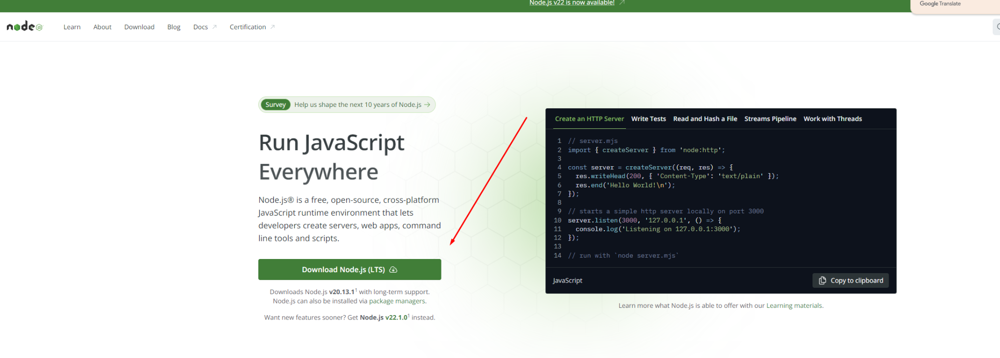 Node.js v22 is now available!
Google Translate
node JS
Learn About Download Blog Docs Certification
Survey Help us shape the next 10 years of Node.js
Run JavaScript
Everywhere
Node.js® is a free, open-source, cross-platform
JavaScript runtime environment that lets
developers create servers, web apps, command
line tools and scripts.
Download Node.js (LTS)
Downloads Node.js v20.13.1¹ with long-term support.
Node.js can also be installed via package managers.
Want new features sooner? Get Node.js v22.1.0¹ instead.
Create an HTTP Server Write Tests Read and Hash a File Streams Pipeline Work with Threads
1 // server.mjs
2 import { createServer } from 'node:http';
3
4 const server = createServer((req, res) => {
5   res.writeHead(200, { 'Content-Type': 'text/plain' });
6   res.end('Hello World!\n');
7 });
8
9 // starts a simple http server locally on port 3000
10 server.listen(3000, '127.0.0.1', () => {
11   console.log('Listening on 127.0.0.1:3000');
12 });
13
14 // run with `node server.mjs`
JavaScript
Copy to clipboard
Learn more what Node.js is able to offer with our Learning materials.